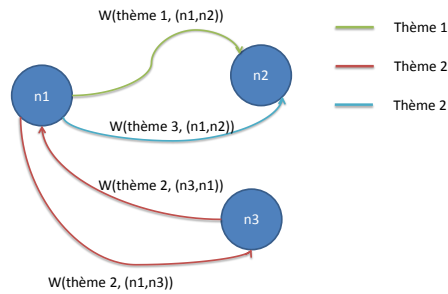 W(thème 1, (n1,n2))
Thème 1
n2
n1
Thème 2
Thème 2
W(thème 3, (n1,n2))
W(thème 2, (n3,n1))
n3
W(thème 2, (n1,n3))